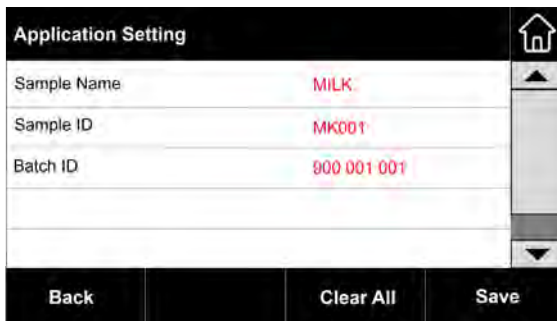 Application Setting
Sample Name MILK
Sample ID MK001
Batch ID 900 001 001
Back Clear All Save